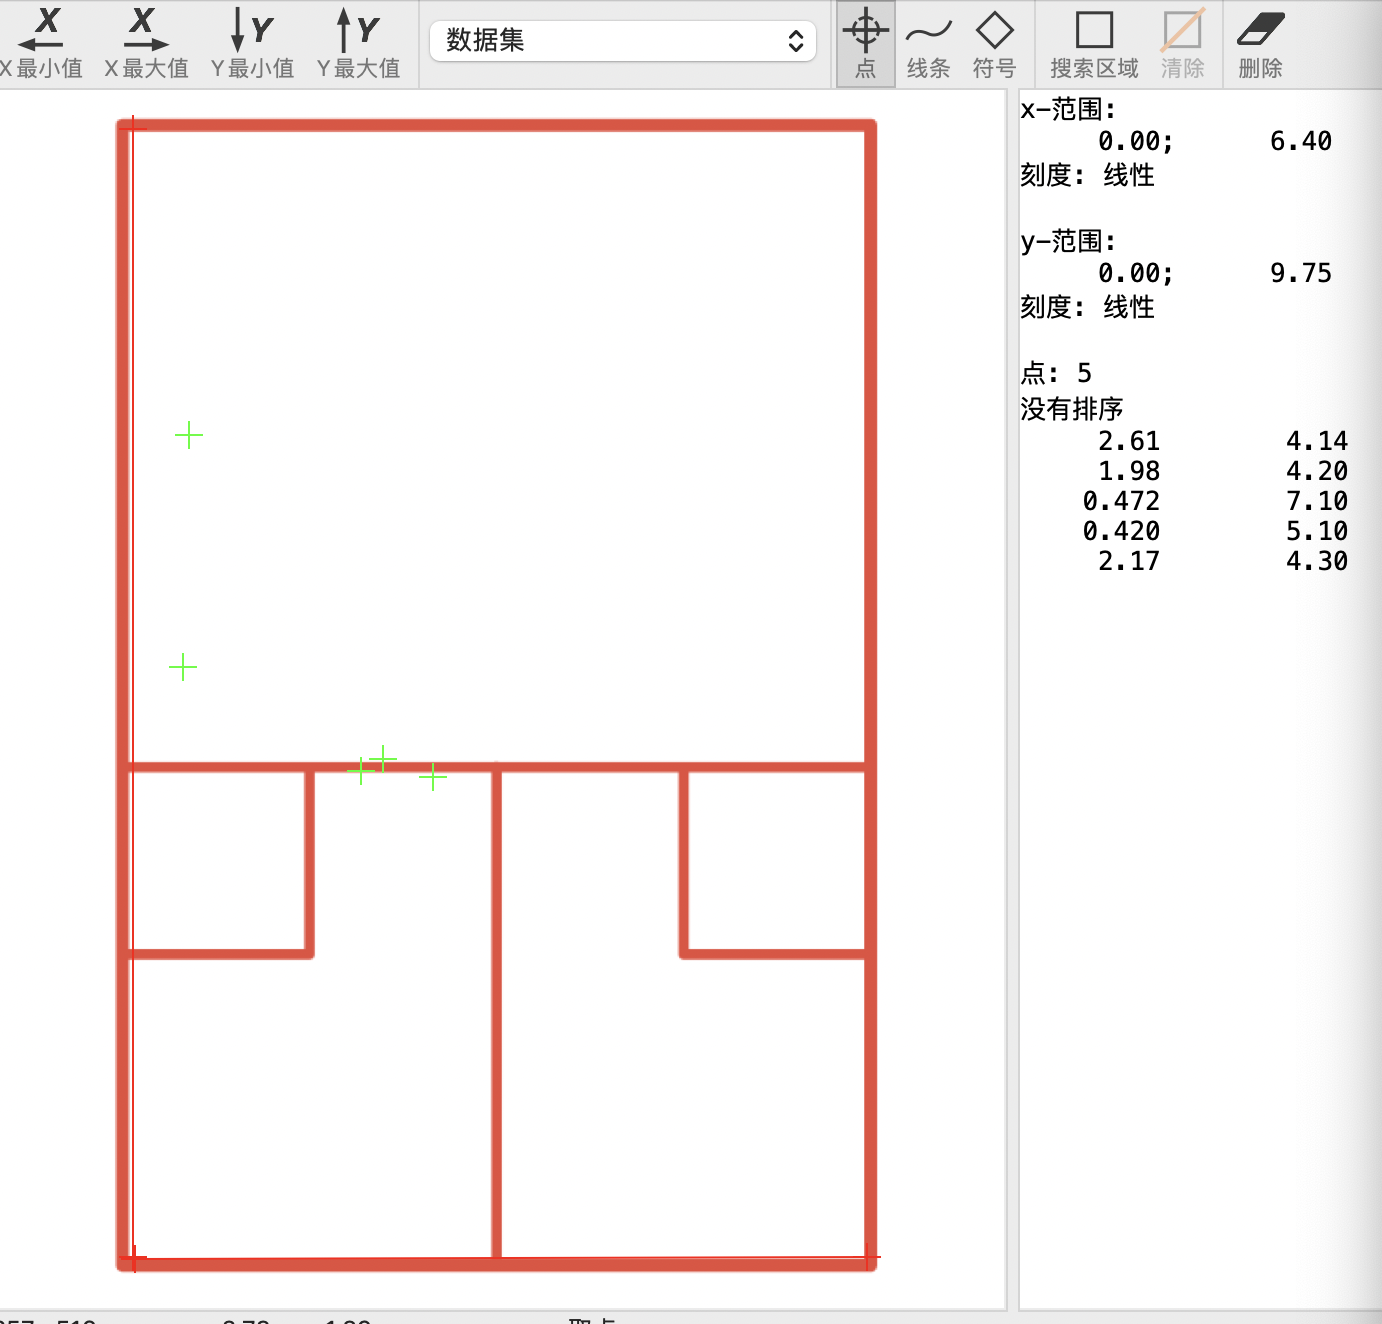 X X Y Y 数据集
X最小值 X最大值 Y最小值 Y最大值 点 线条 符号 搜索区域 清除 删除
x-范围:
0.00; 6.40
刻度: 线性
y-范围:
0.00; 9.75
刻度: 线性
点: 5
没有排序
2.61 4.14
1.98 4.20
0.472 7.10
0.420 5.10
2.17 4.30